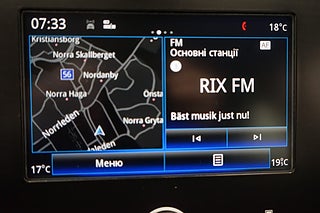 07:33
18°C
Kristiansborg
Norra Skallberget
56
Nordanby
Norra Haga
Önsta
Norra Gryta
Norrleden
FM
AF
Основні станції
RIX FM
Bäst musik just nu!
17°C
Меню
19°C